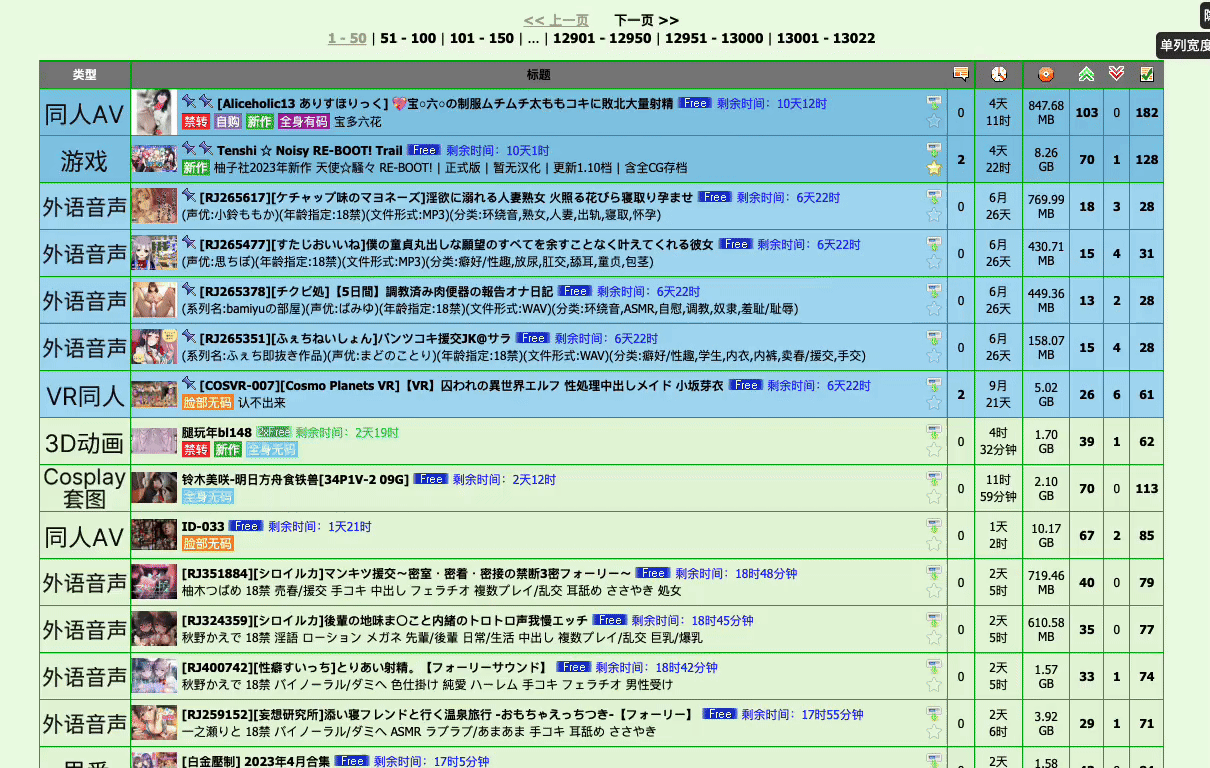 << 上一页 下一页 >>
1 - 50 | 51 - 100 | 101 - 150 | ... | 12901 - 12950 | 12951 - 13000 | 13001 - 13022
单列宽度
类型 标题
同人AV [Aliceholic13 ありすほりっく] 💝宝○六○の制服ムチムチ太ももコキに敗北大量射精 Free 剩余时间：10天12时 0 4天 11时 847.68 MB 103 0 182
禁转 自购 新作 全身有码 宝多六花
游戏 Tenshi ☆ Noisy RE-BOOT! Trail Free 剩余时间：10天1时 2 4天 22时 8.26 GB 70 1 128
新作 柚子社2023年新作 天使☆騒々 RE-BOOT! | 正式版 | 暂无汉化 | 更新1.10档 | 含全CG存档
外语音声 [RJ265617][ケチャップ味のマヨネーズ]淫欲に溺れる人妻熟女 火照る花びら寝取り孕ませ Free 剩余时间：6天22时 0 6月 26天 769.99 MB 18 3 28
(声优:小鈴ももか)(年龄指定:18禁)(文件形式:MP3)(分类:环绕音,熟女,人妻,出轨,寝取,怀孕)
外语音声 [RJ265477][すたじおいいね]僕の童貞丸出しな願望のすべてを余すことなく叶えてくれる彼女 Free 剩余时间：6天22时 0 6月 26天 430.71 MB 15 4 31
(声优:思ちぽ)(年龄指定:18禁)(文件形式:MP3)(分类:癖好/性趣,放尿,肛交,舔耳,童贞,包茎)
外语音声 [RJ265378][チクビ処]【5日間】調教済み肉便器の報告オナ日記 Free 剩余时间：6天22时 0 6月 26天 449.36 MB 13 2 28
(系列名:bamiyuの部屋)(声优:ばみゆ)(年龄指定:18禁)(文件形式:WAV)(分类:环绕音,ASMR,自慰,调教,奴隶,羞耻/耻辱)
外语音声 [RJ265351][ふぇちねいしょん]パンツコキ援交JK@サラ Free 剩余时间：6天22时 0 6月 26天 158.07 MB 15 4 28
(系列名:ふぇち即抜き作品)(声优:まどのことり)(年龄指定:18禁)(文件形式:WAV)(分类:癖好/性趣,学生,内衣,内裤,卖春/援交,手交)
VR同人 [COSVR-007][Cosmo Planets VR]【VR】囚われの異世界エルフ 性処理中出しメイド 小坂芽衣 Free 剩余时间：6天22时 2 9月 21天 5.02 GB 26 6 61
脸部无码 认不出来
3D动画 腿玩年bl148 2xFree 剩余时间：2天19时 0 4时 32分钟 1.70 GB 39 1 62
禁转 新作 全身无码
Cosplay 套图 铃木美咲-明日方舟食铁兽[34P1V-2 09G] Free 剩余时间：2天12时 0 11时 59分钟 2.10 GB 70 0 113
全身无码
同人AV ID-033 Free 剩余时间：1天21时 0 1天 2时 10.17 GB 67 2 85
脸部无码
外语音声 [RJ351884][シロイルカ]マンキツ援交～密室・密着・密接の禁断3密フォーリー～ Free 剩余时间：18时48分钟 0 2天 5时 719.46 MB 40 0 79
柚木つばめ 18禁 売春/援交 手コキ 中出し フェラチオ 複数プレイ/乱交 耳舐め ささやき 処女
外语音声 [RJ324359][シロイルカ]後輩の地味ま〇こと内緒のトロトロ声我慢エッチ Free 剩余时间：18时45分钟 0 2天 5时 610.58 MB 35 0 77
秋野かえで 18禁 淫語 ローション メガネ 先輩/後輩 日常/生活 中出し 複数プレイ/乱交 巨乳/爆乳
外语音声 [RJ400742][性癖すいっち]とりあい射精。【フォーリーサウンド】 Free 剩余时间：18时42分钟 0 2天 5时 1.57 GB 33 1 74
秋野かえで 18禁 バイノーラル/ダミヘ 色仕掛け 純愛 ハーレム 手コキ フェラチオ 男性受け
外语音声 [RJ259152][妄想研究所]添い寝フレンドと行く温泉旅行 -おもちゃえっちつき-【フォーリー】 Free 剩余时间：17时55分钟 0 2天 6时 3.92 GB 29 1 71
一之瀬りと 18禁 バイノーラル/ダミヘ ASMR ラブラブ/あまあま 手コキ 耳舐め ささやき
[白金壓制] 2023年4月合集 Free 剩余时间：17时5分钟 2天 1.58